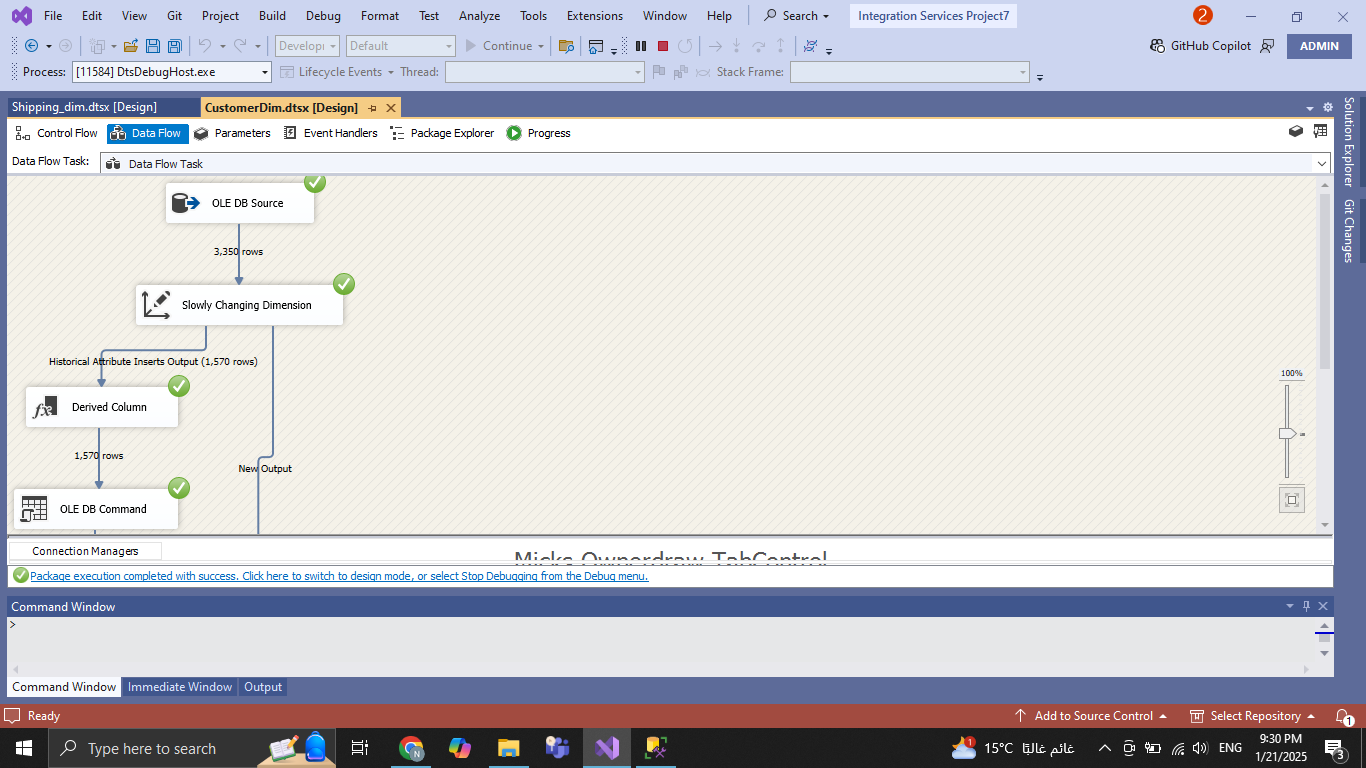 File Edit View Git Project Build Debug Format Test Analyze Tools Extensions Window Help Search Integration Services Project7 2
Develop Default Continue GitHub Copilot ADMIN
Process: [11584] DtsDebugHost.exe Lifecycle Events Thread: Stack Frame:
Shipping_dim.dtsx [Design] CustomerDim.dtsx [Design]
Control Flow Data Flow Parameters Event Handlers Package Explorer Progress
Data Flow Task: Data Flow Task
Solution Explorer
Git Changes
OLE DB Source
3,350 rows
Slowly Changing Dimension
Historical Attribute Inserts Output (1,570 rows)
100%
Derived Column
1,570 rows
New Output
OLE DB Command
Connection Managers
Micks Ownerdraw TabControl
Package execution completed with success. Click here to switch to design mode, or select Stop Debugging from the Debug menu.
Command Window
>
Command Window Immediate Window Output
Ready Add to Source Control Select Repository 1
Type here to search 1 15°C غائم غالبًا ENG 9:30 PM
1/21/2025 3